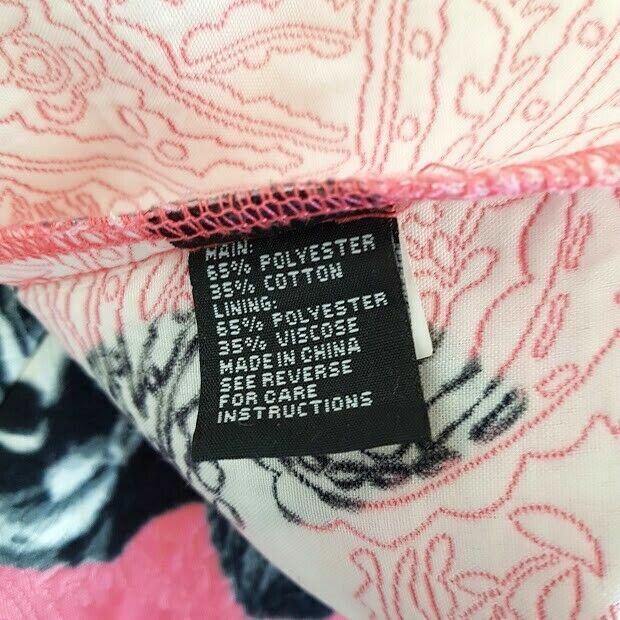 MAIN:
65% POLYESTER
35% COTTON
LINING:
65% POLYESTER
35% VISCOSE
MADE IN CHINA
SEE REVERSE
FOR CARE
INSTRUCTIONS